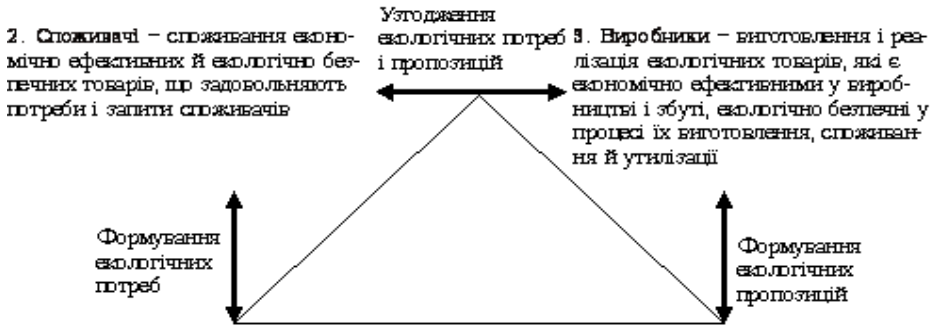 Узгодження
екологічних потреб
і пропозицій
2. Споживачі – споживання еконо-
мічно ефективних й екологічно без-
печних товарів, що задовольняють
потреби і запити споживачів
3. Виробники – виготовлення і реа-
лізація екологічних товарів, які є
економічно ефективними у вироб-
ництві і збуті, екологічно безпечні у
процесі їх виготовлення, споживан-
ня й утилізації
Формування
екологічних
потреб
Формування
екологічних
пропозицій